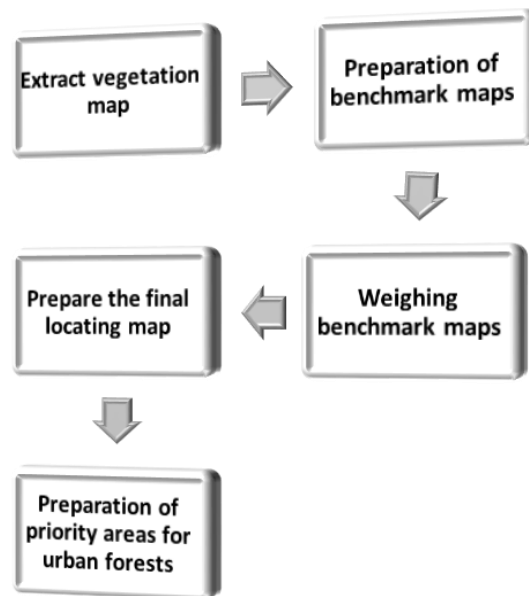 Extract vegetation
map
Preparation of
benchmark maps
Weighing
benchmark maps
Prepare the final
locating map
Preparation of
priority areas for
urban forests